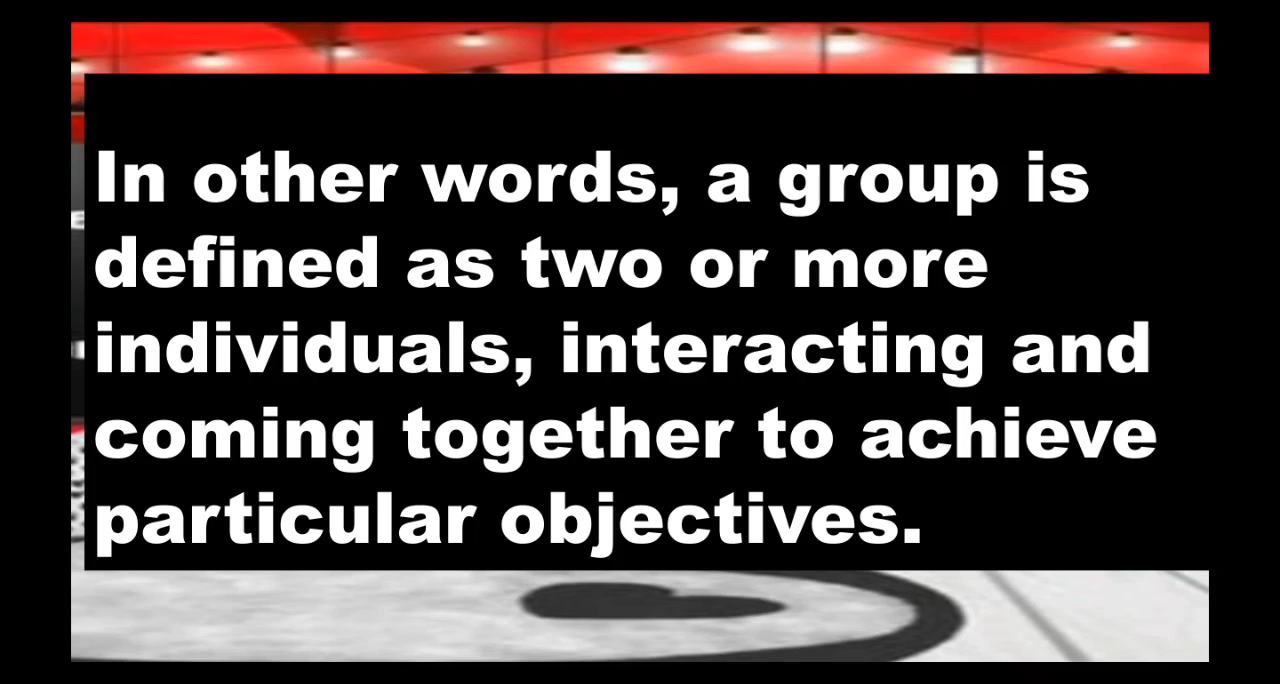 In other words, a group is
defined as two or more
individuals, interacting and
coming together to achieve
particular objectives.